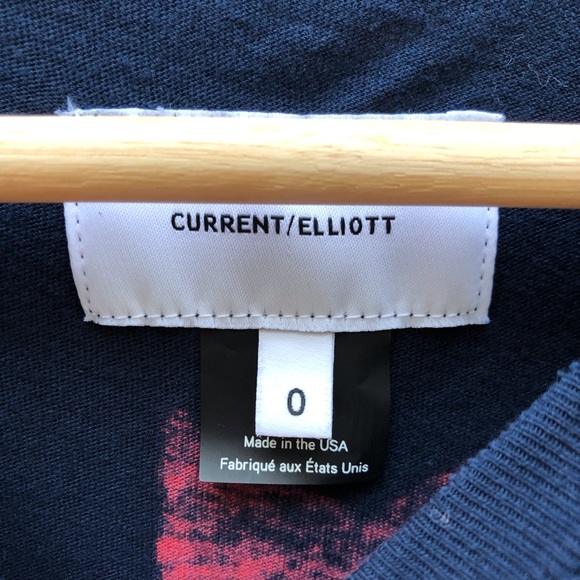 CURRENT/ELLIOTT
0
Made in the USA
Fabriqué aux États Unis